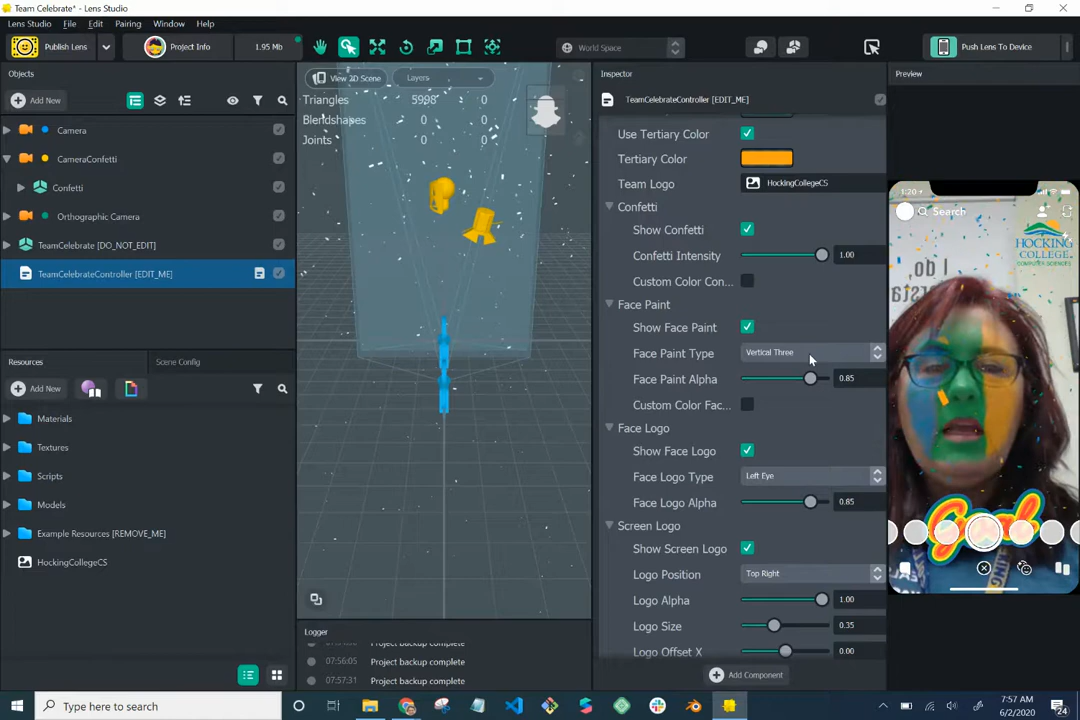 Team Celebrate* - Lens Studio
Lens Studio File Edit Pairing Window Help
Publish Lens Project Info 1.95 Mb World Space Push Lens To Device
Objects
Add New
Camera
CameraConfetti
Confetti
Orthographic Camera
TeamCelebrate [DO_NOT_EDIT]
TeamCelebrateController [EDIT_ME]
Resources Scene Config
Add New
Materials
Textures
Scripts
Models
Example Resources [REMOVE_ME]
HockingCollegeCS
View 2D Scene Layers
Triangles 5998 0
Blendshapes 0 0
Joints 0 0
Logger
Project backup complete
07:56:05 Project backup complete
07:57:31 Project backup complete
Inspector
TeamCelebrateController [EDIT_ME]
Use Tertiary Color
Tertiary Color
Team Logo HockingCollegeCS
Confetti
Show Confetti
Confetti Intensity 1.00
Custom Color Con...
Face Paint
Show Face Paint
Face Paint Type Vertical Three
Face Paint Alpha 0.85
Custom Color Fac...
Face Logo
Show Face Logo
Face Logo Type Left Eye
Face Logo Alpha 0.85
Screen Logo
Show Screen Logo
Logo Position Top Right
Logo Alpha 1.00
Logo Size 0.35
Logo Offset X 0.00
Add Component
Preview
1:20
Search
HOCKING
COLLEGE
COMPUTER SCIENCES
Type here to search
7:57 AM
6/2/2020
24